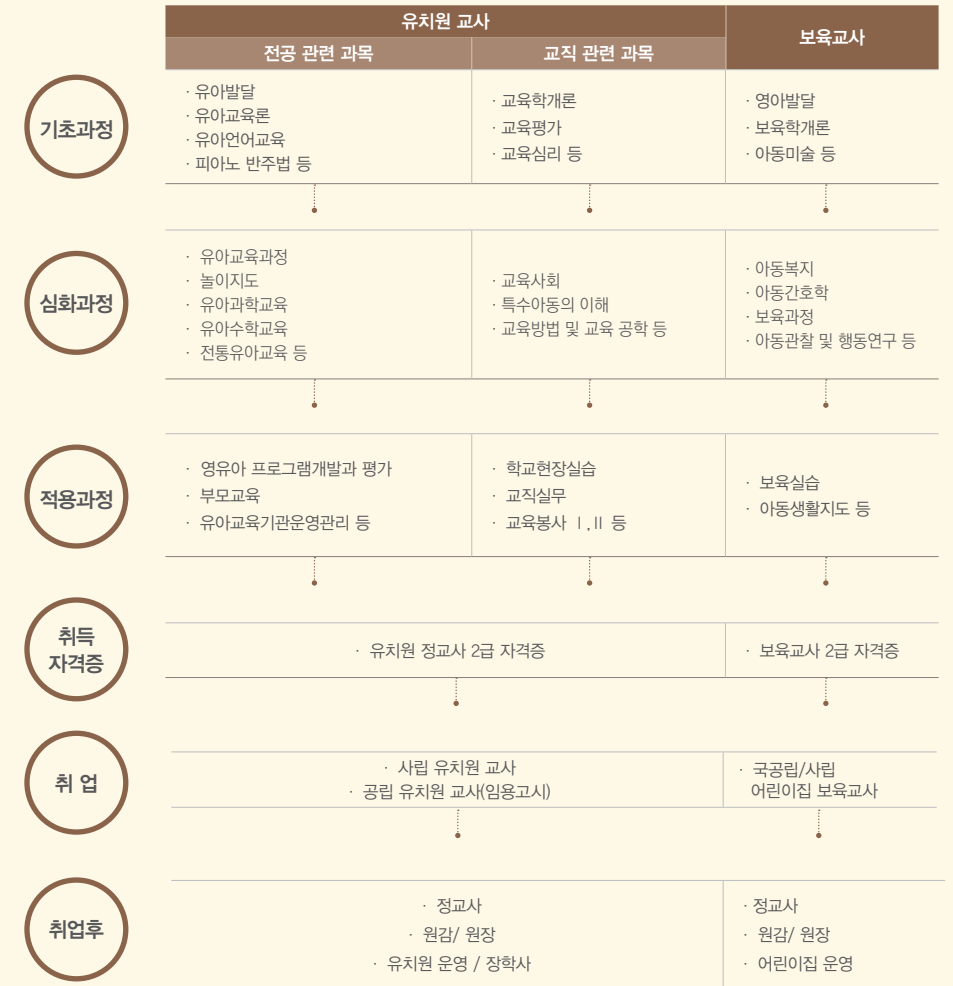 유치원 교사
보육교사
전공 관련 과목
교직 관련 과목
기초과정
· 유아발달
· 유아교육론
· 유아언어교육
· 피아노 반주법 등
· 교육학개론
· 교육평가
· 교육심리 등
· 영아발달
· 보육학개론
· 아동미술 등
심화과정
· 유아교육과정
· 놀이지도
· 유아과학교육
· 유아수학교육
· 전통유아교육 등
· 교육사회
· 특수아동의 이해
· 교육방법 및 교육 공학 등
· 아동복지
· 아동간호학
· 보육과정
· 아동관찰 및 행동연구 등
적용과정
· 영유아 프로그램개발과 평가
· 부모교육
· 유아교육기관운영관리 등
· 학교현장실습
· 교직실무
· 교육봉사 Ⅰ,Ⅱ 등
· 보육실습
· 아동생활지도 등
취득
자격증
· 유치원 정교사 2급 자격증
· 보육교사 2급 자격증
취 업
· 사립 유치원 교사
· 공립 유치원 교사(임용고시)
· 국공립/사립
어린이집 보육교사
취업후
· 정교사
· 원감/ 원장
· 유치원 운영 / 장학사
· 정교사
· 원감/ 원장
· 어린이집 운영